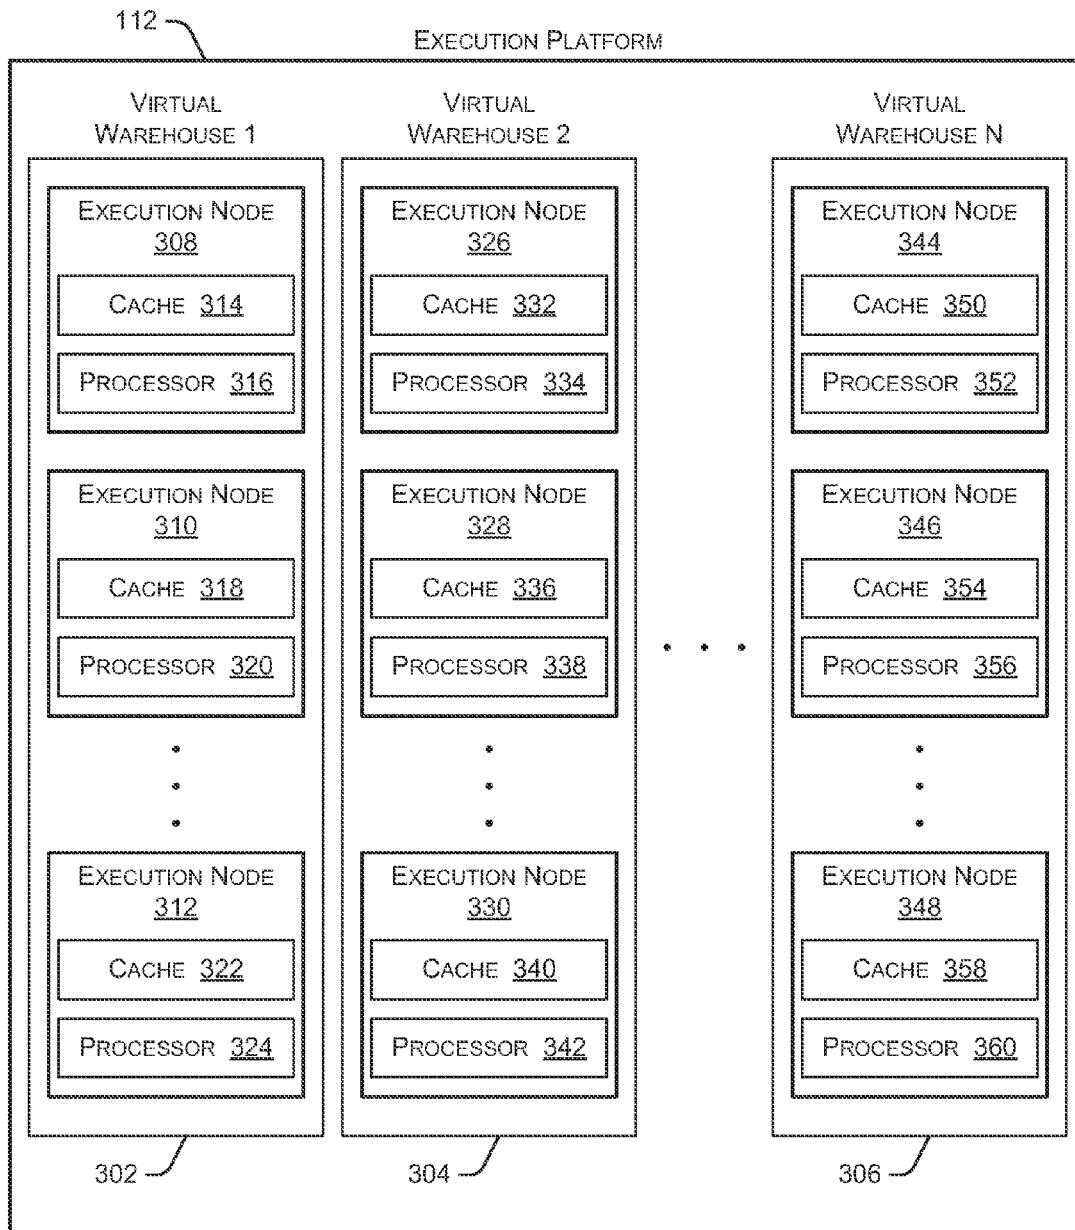 112
Execution Platform
Virtual
Warehouse 1
Execution Node
308
Cache 314
Processor 316
Execution Node
310
Cache 318
Processor 320
Execution Node
312
Cache 322
Processor 324
302
Virtual
Warehouse 2
Execution Node
326
Cache 332
Processor 334
Execution Node
328
Cache 336
Processor 338
Execution Node
330
Cache 340
Processor 342
304
Virtual
Warehouse N
Execution Node
344
Cache 350
Processor 352
Execution Node
346
Cache 354
Processor 356
Execution Node
348
Cache 358
Processor 360
306